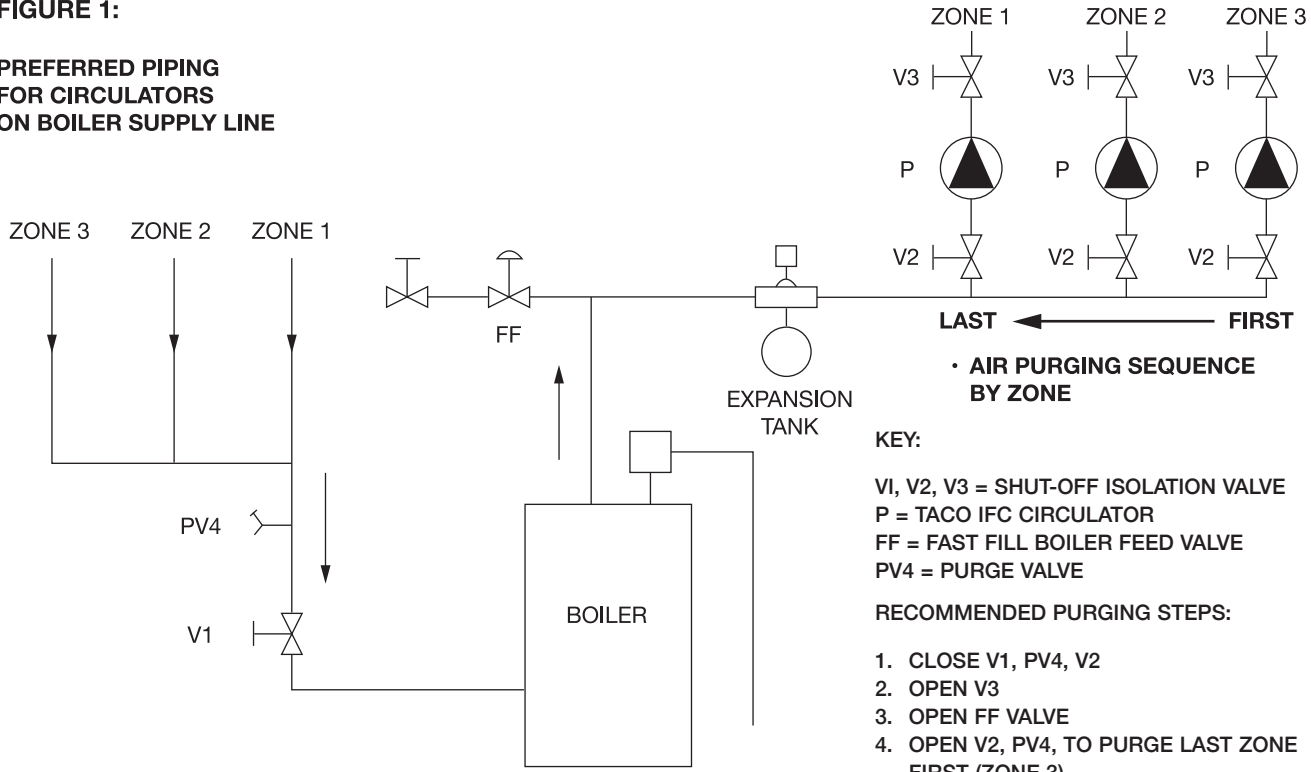 FIGURE 1:
PREFERRED PIPING
FOR CIRCULATORS
ON BOILER SUPPLY LINE
ZONE 1 ZONE 2 ZONE 3
V3 V3 V3
P P P
V2 V2 V2
LAST FIRST
• AIR PURGING SEQUENCE
BY ZONE
ZONE 3 ZONE 2 ZONE 1
FF
EXPANSION
TANK
PV4
V1
BOILER
KEY:
VI, V2, V3 = SHUT-OFF ISOLATION VALVE
P = TACO IFC CIRCULATOR
FF = FAST FILL BOILER FEED VALVE
PV4 = PURGE VALVE
RECOMMENDED PURGING STEPS:
1. CLOSE V1, PV4, V2
2. OPEN V3
3. OPEN FF VALVE
4. OPEN V2, PV4, TO PURGE LAST ZONE
FIRST (ZONE 3)